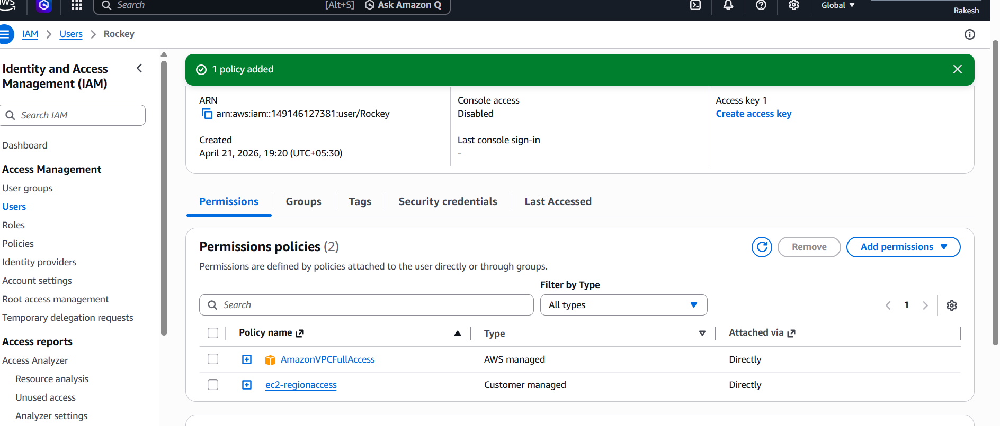 aws
Search
[Alt+S]
Ask Amazon Q
Global
Rakesh
IAM
Users
Rockey
Identity and Access
Management (IAM)
Search IAM
Dashboard
Access Management
User groups
Users
Roles
Policies
Identity providers
Account settings
Root access management
Temporary delegation requests
Access reports
Access Analyzer
Resource analysis
Unused access
Analyzer settings
1 policy added
ARN
arn:aws:iam::149146127381:user/Rockey
Console access
Disabled
Access key 1
Create access key
Created
April 21, 2026, 19:20 (UTC+05:30)
Last console sign-in
-
Permissions
Groups
Tags
Security credentials
Last Accessed
Permissions policies (2)
Remove
Add permissions
Permissions are defined by policies attached to the user directly or through groups.
Filter by Type
Search
All types
1
Policy name
Type
Attached via
AmazonVPCFullAccess
AWS managed
Directly
ec2-regionaccess
Customer managed
Directly